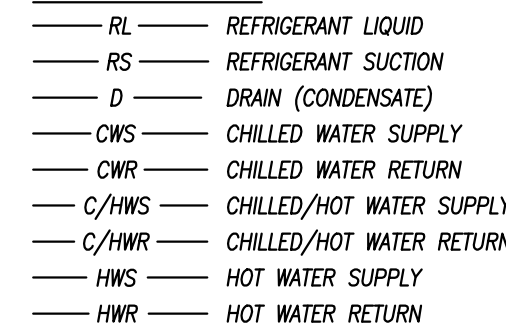 RL REFRIGERANT LIQUID
RS REFRIGERANT SUCTION
D DRAIN (CONDENSATE)
CWS CHILLED WATER SUPPLY
CWR CHILLED WATER RETURN
C/HWS CHILLED/HOT WATER SUPPLY
C/HWR CHILLED/HOT WATER RETURN
HWS HOT WATER SUPPLY
HWR HOT WATER RETURN